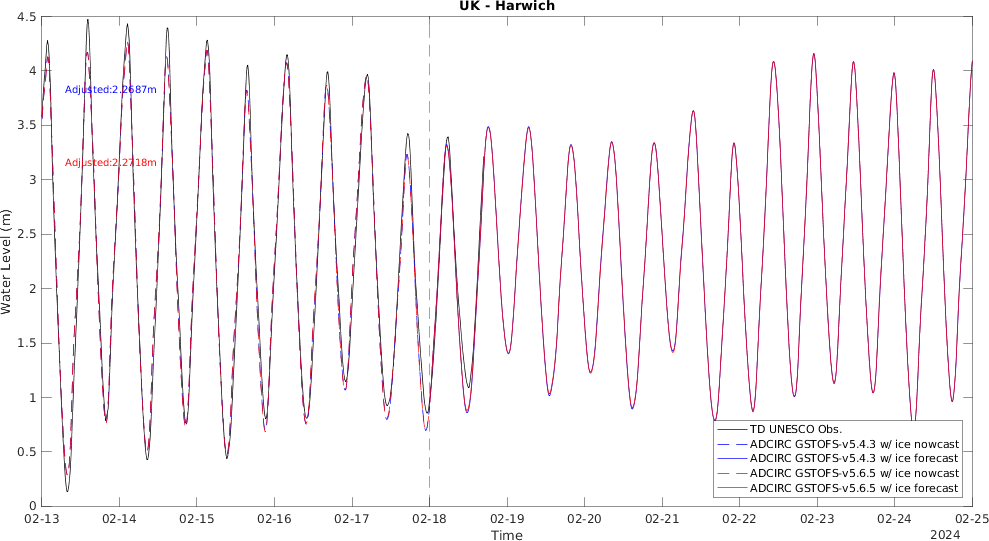 UK - Harwich
4.5
4
3.5
3
2.5
2
1.5
1
0.5
0
Water Level (m)
Adjusted:2.2687m
Adjusted:2.2718m
TD UNESCO Obs.
ADCIRC GSTOFS-v5.4.3 w/ ice nowcast
ADCIRC GSTOFS-v5.4.3 w/ ice forecast
ADCIRC GSTOFS-v5.6.5 w/ ice nowcast
ADCIRC GSTOFS-v5.6.5 w/ ice forecast
02-13 02-14 02-15 02-16 02-17 02-18 02-19 02-20 02-21 02-22 02-23 02-24 02-25
Time
2024